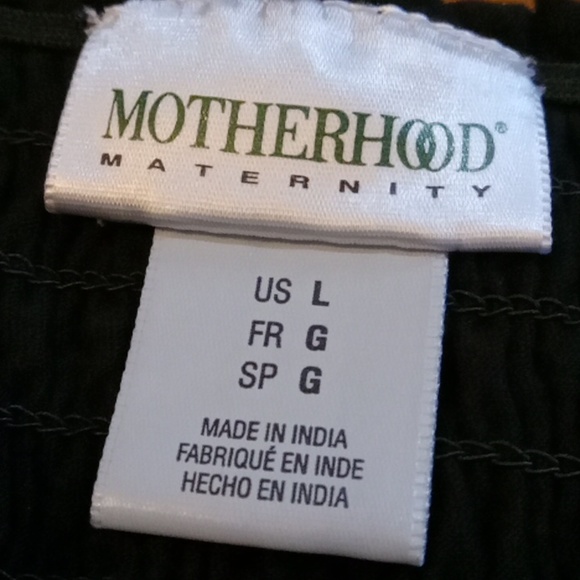 MOTHERHOOD®
MATERNITY
US L
FR G
SP G
MADE IN INDIA
FABRIQUÉ EN INDE
HECHO EN INDIA